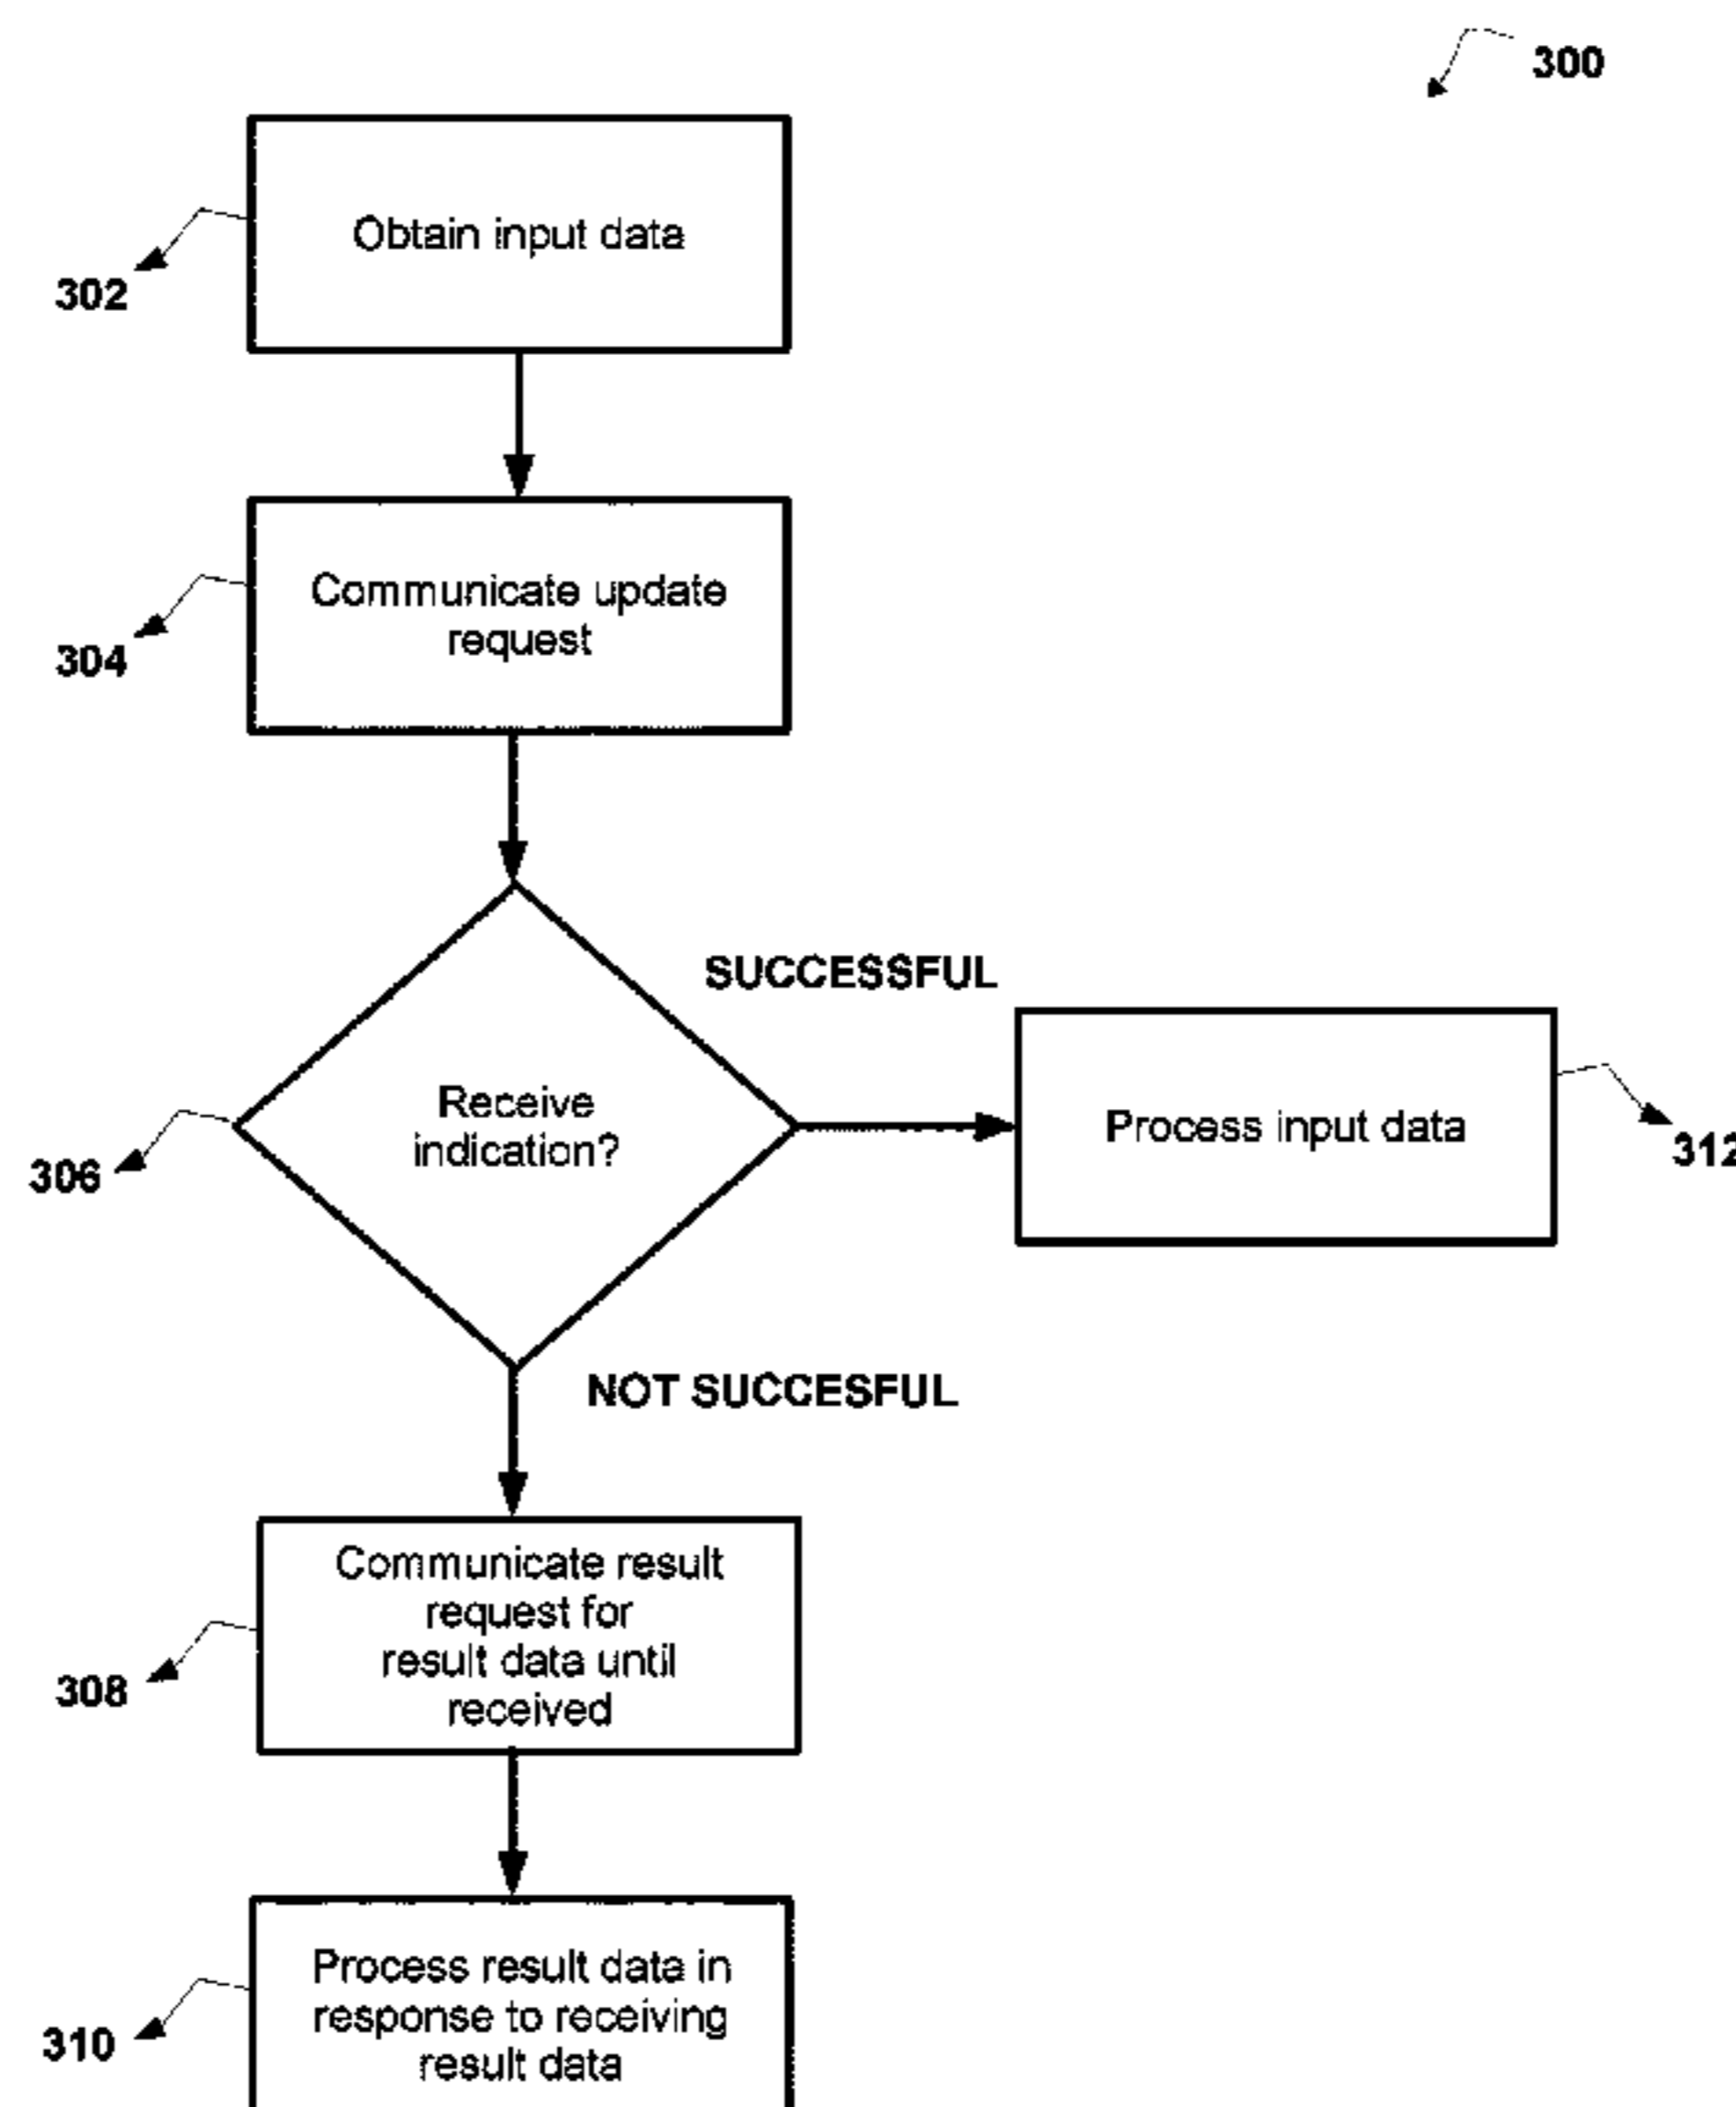 300
Obtain input data
302
Communicate update
request
304
SUCCESSFUL
Receive
indication?
306
Process input data
312
NOT SUCCESFUL
Communicate result
request for
result data until
received
308
Process result data in
response to receiving
result data
310